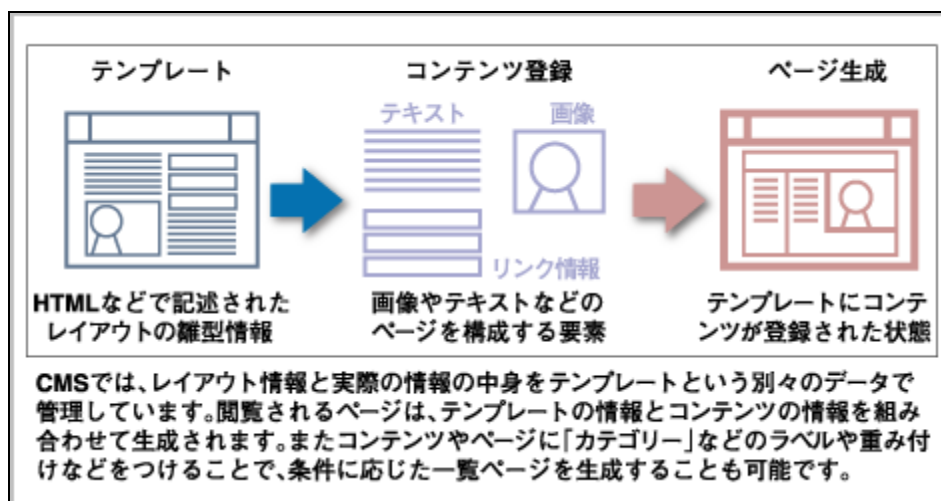 テンプレート
コンテンツ登録
ページ生成
テキスト
画像
リンク情報
HTMLなどで記述された
レイアウトの雛型情報
画像やテキストなどの
ページを構成する要素
テンプレートにコンテ
ンツが登録された状態
CMSでは、レイアウト情報と実際の情報の中身をテンプレートという別々のデータで
管理しています。閲覧されるページは、テンプレートの情報とコンテンツの情報を組み
合わせて生成されます。またコンテンツやページに「カテゴリー」などのラベルや重み付
けなどをつけることで、条件に応じた一覧ページを生成することも可能です。